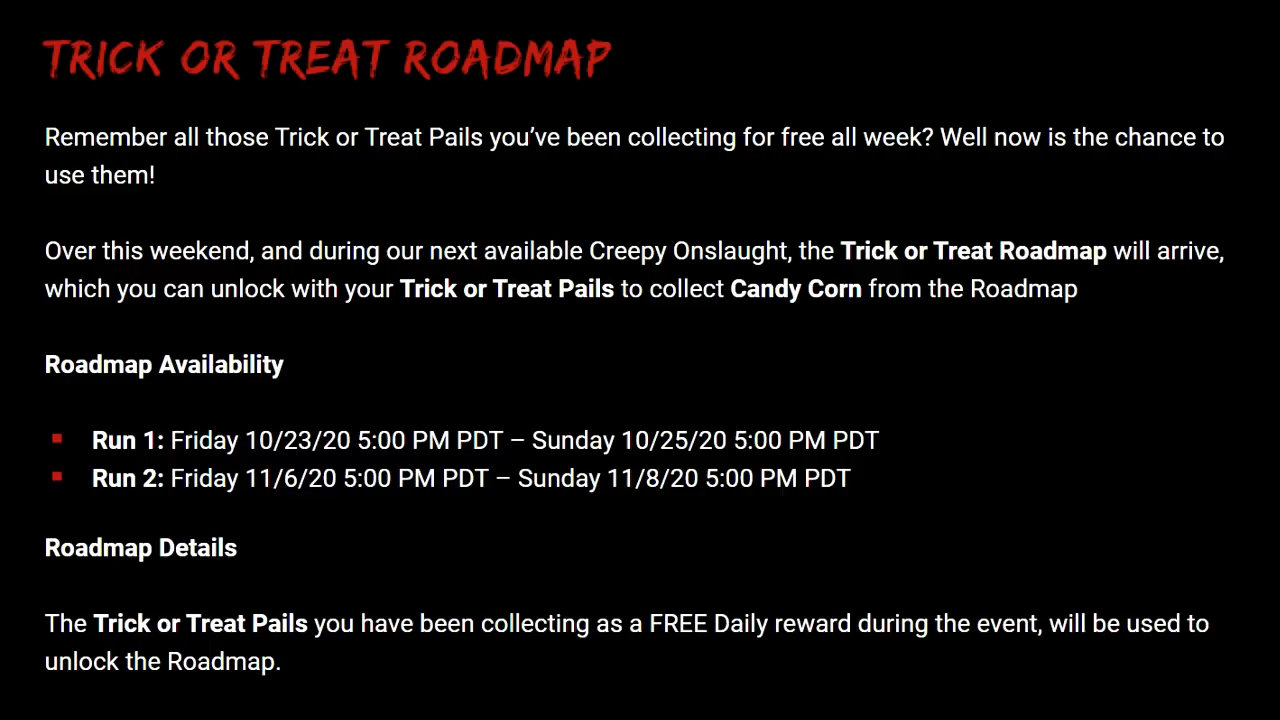 TRICK OR TREAT ROADMAP
Remember all those Trick or Treat Pails you’ve been collecting for free all week? Well now is the chance to
use them!
Over this weekend, and during our next available Creepy Onslaught, the Trick or Treat Roadmap will arrive,
which you can unlock with your Trick or Treat Pails to collect Candy Corn from the Roadmap
Roadmap Availability
Run 1: Friday 10/23/20 5:00 PM PDT – Sunday 10/25/20 5:00 PM PDT
Run 2: Friday 11/6/20 5:00 PM PDT – Sunday 11/8/20 5:00 PM PDT
Roadmap Details
The Trick or Treat Pails you have been collecting as a FREE Daily reward during the event, will be used to
unlock the Roadmap.